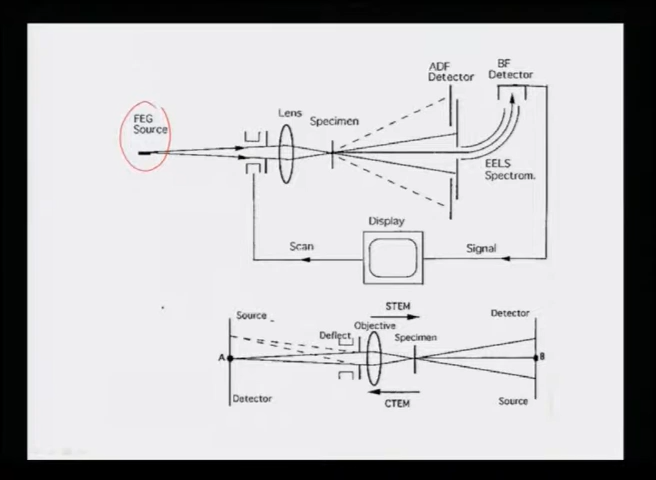 FEG
Source
Lens
Specimen
ADF
Detector
BF
Detector
EELS
Spectrom.
Display
Scan
Signal
STEM
Source
Detector
Objective
Deflect
Specimen
A
B
CTEM
Detector
Source